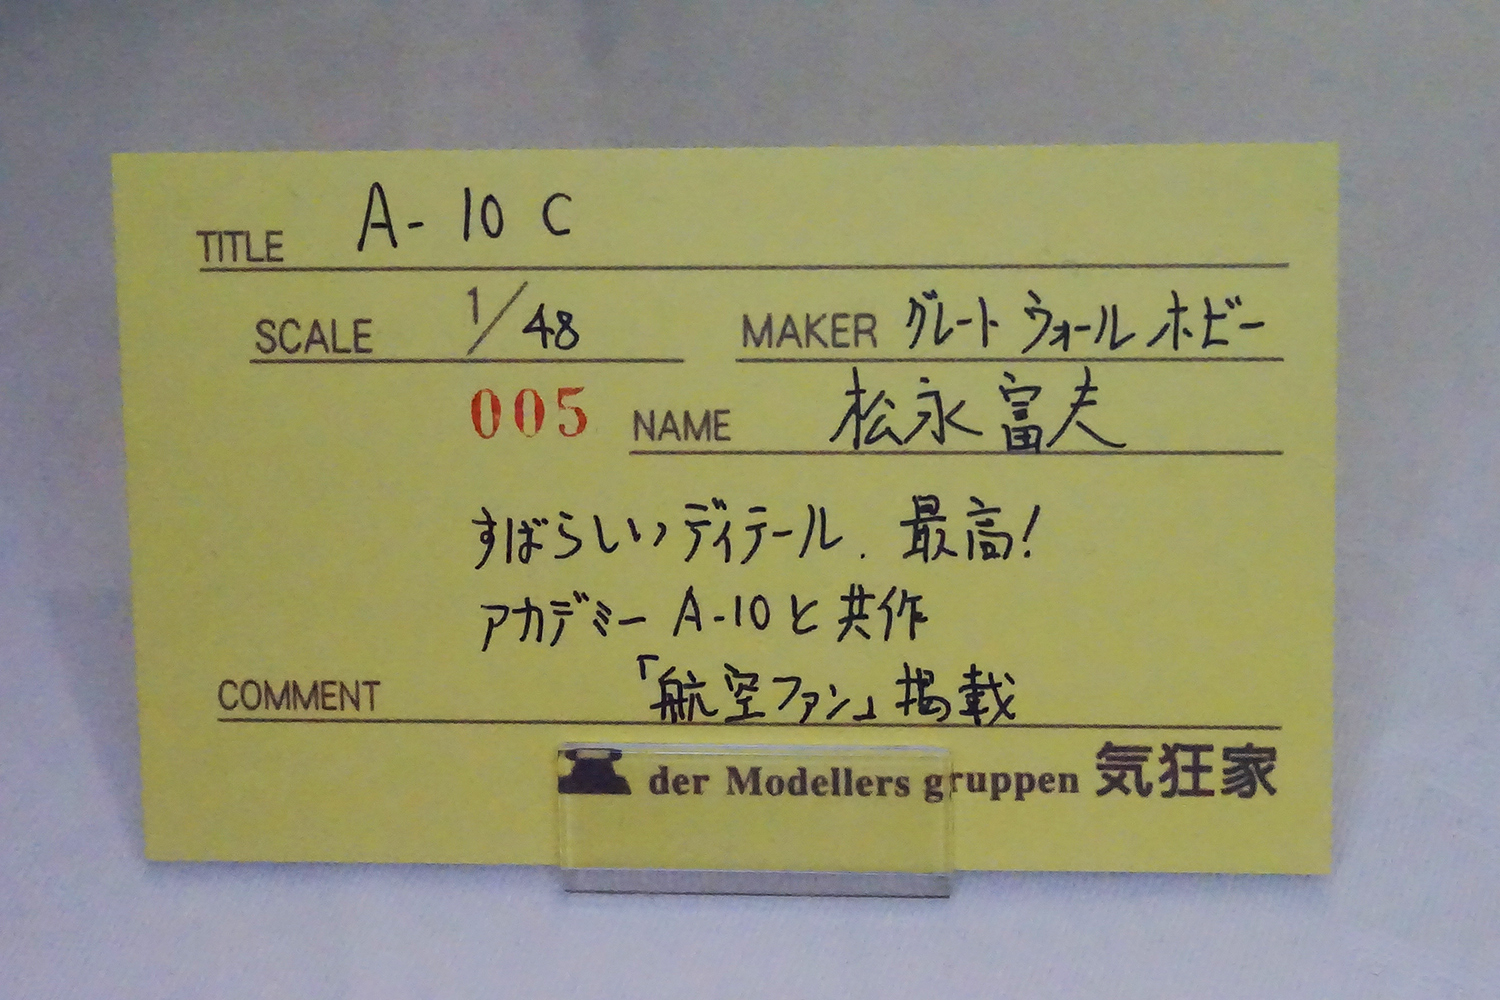 TITLE A-10 C
SCALE 1/48 MAKER グレートウォールホビー
005 NAME 松永富夫
すばらしいディテール. 最高!
アカデミー A-10と共作
COMMENT 「航空ファン」掲載
der Modellers gruppen 気狂家